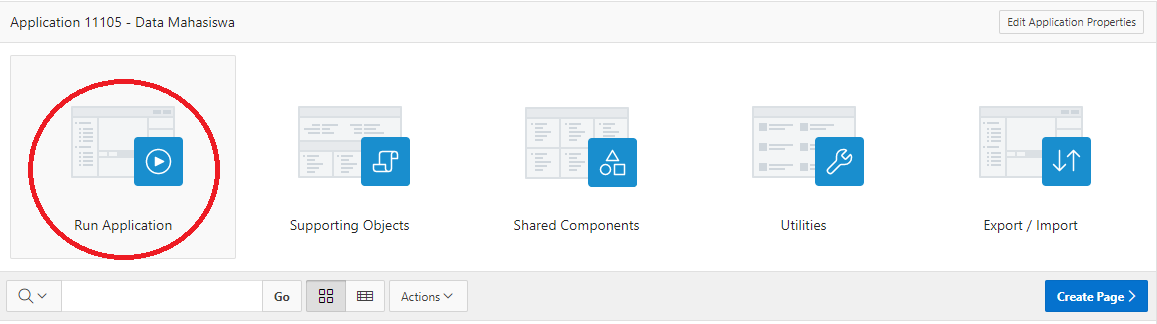 Application 11105 - Data Mahasiswa
Edit Application Properties
Run Application
Supporting Objects
Shared Components
Utilities
Export / Import
Go
Actions
Create Page